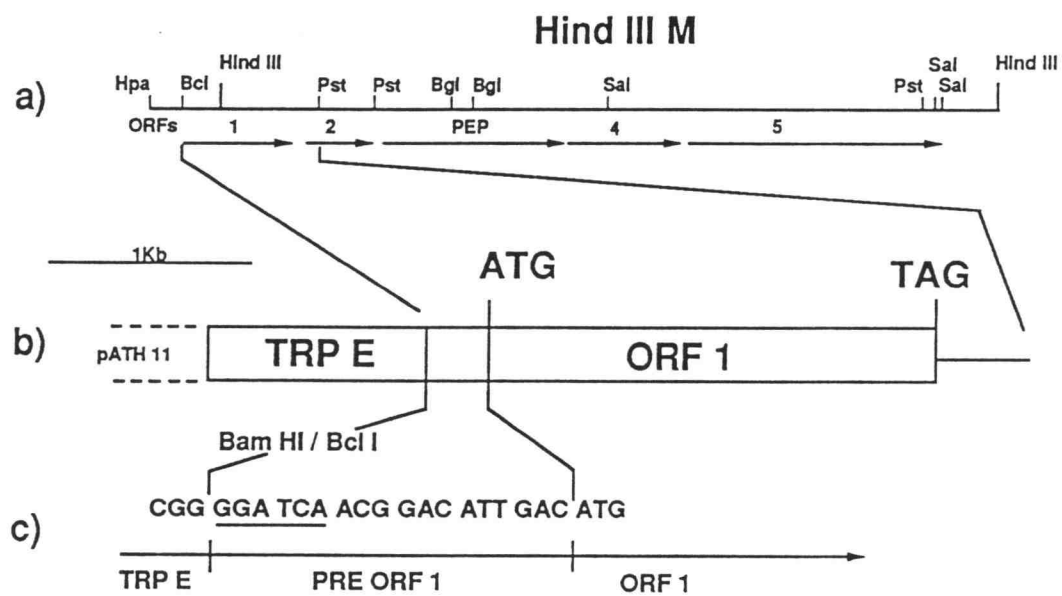 Hind III M
a) Hpa Bcl HInd III Pst Pst Bgl Bgl Sal Pst Sal Sal HInd III
ORFs 1 2 PEP 4 5
1Kb
ATG TAG
b) pATH 11 TRP E ORF 1
Bam HI / Bcl I
CGG GGA TCA ACG GAC ATT GAC ATG
c)
TRP E PRE ORF 1 ORF 1